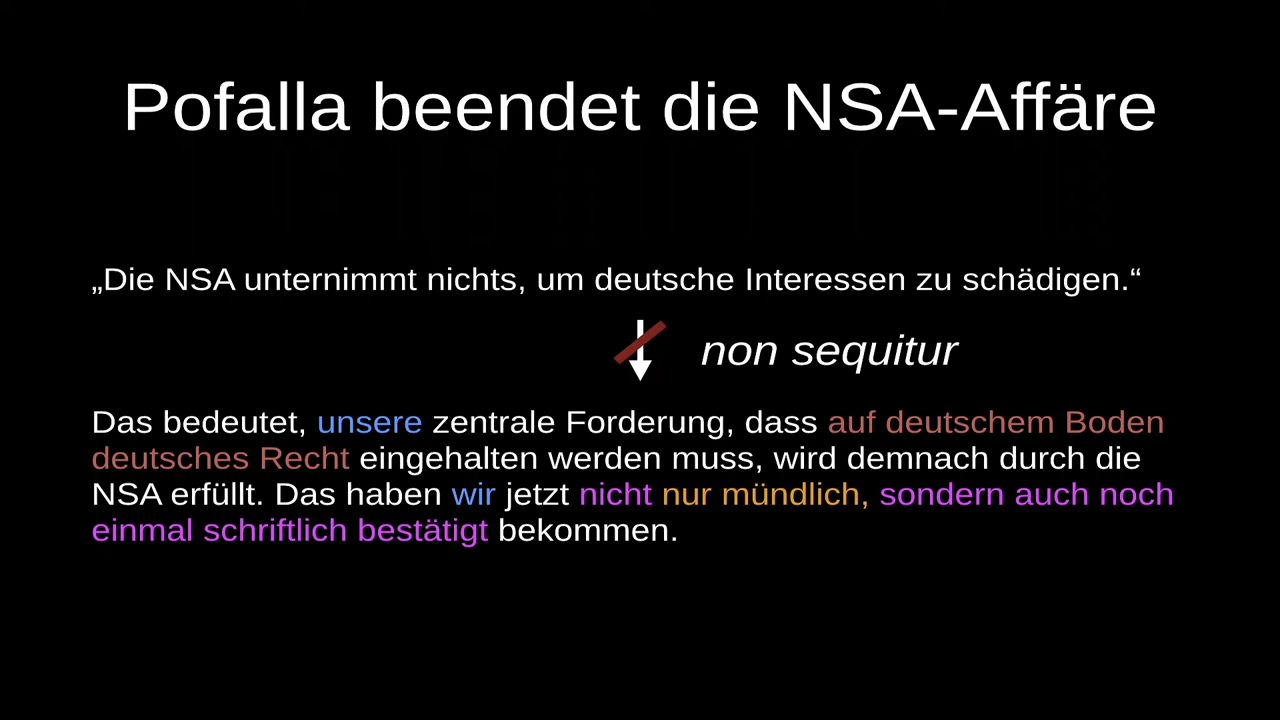 Pofalla beendet die NSA-Affäre
„Die NSA unternimmt nichts, um deutsche Interessen zu schädigen.“
non sequitur
Das bedeutet, unsere zentrale Forderung, dass auf deutschem Boden
deutsches Recht eingehalten werden muss, wird demnach durch die
NSA erfüllt. Das haben wir jetzt nicht nur mündlich, sondern auch noch
einmal schriftlich bestätigt bekommen.